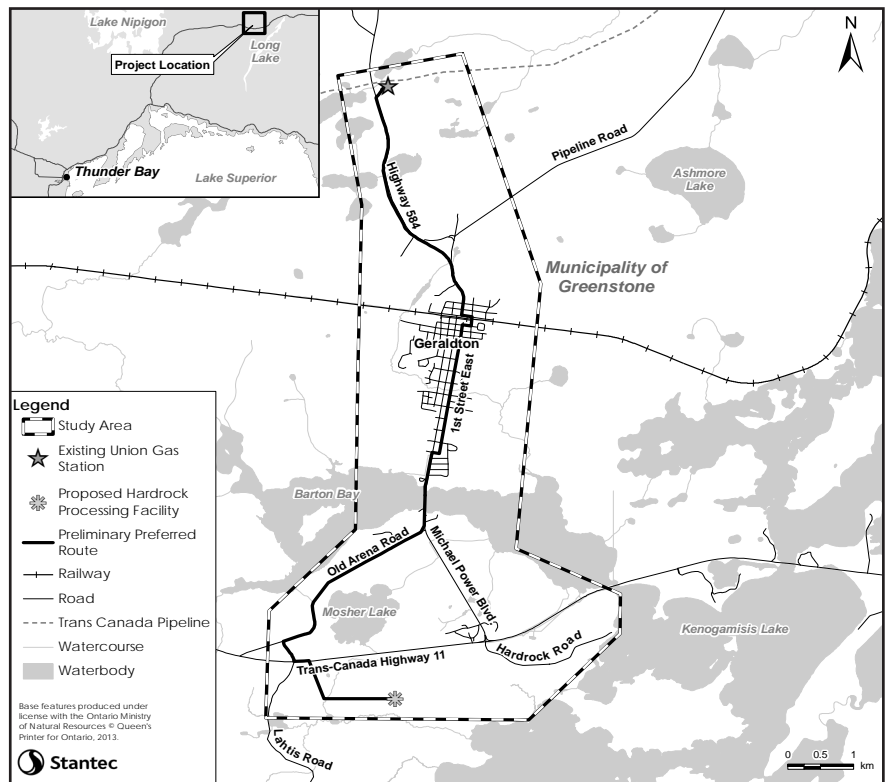 Lake Nipigon
Long
Lake
Project Location
Thunder Bay
Lake Superior
N
Pipeline Road
Ashmore
Lake
Highway 584
Municipality of
Greenstone
Geraldton
1st Street East
Barton Bay
Old Arena Road
Michael Power Blvd.
Mosher Lake
Kenogamisis Lake
Hardrock Road
Trans-Canada Highway 11
Lahtis Road
Legend
Study Area
Existing Union Gas
Station
Proposed Hardrock
Processing Facility
Preliminary Preferred
Route
Railway
Road
Trans Canada Pipeline
Watercourse
Waterbody
Base features produced under
license with the Ontario Ministry
of Natural Resources © Queen's
Printer for Ontario, 2013.
Stantec
0 0.5 1
km